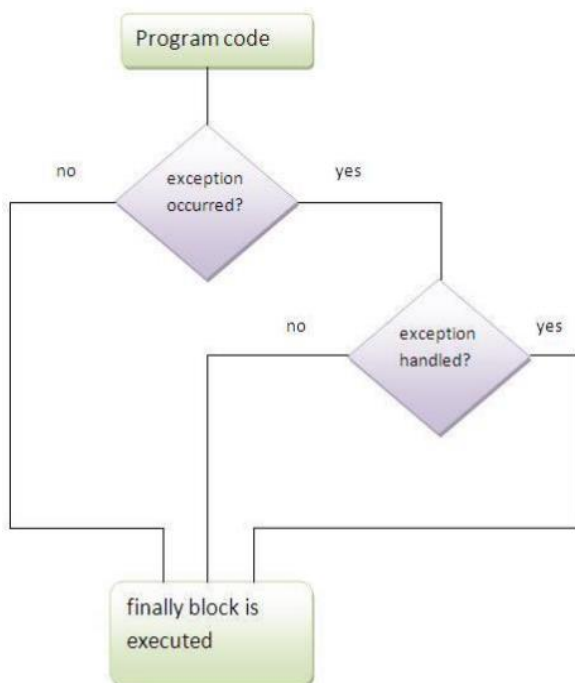 Program code
no
exception
occurred?
yes
no
exception
handled?
yes
finally block is
executed